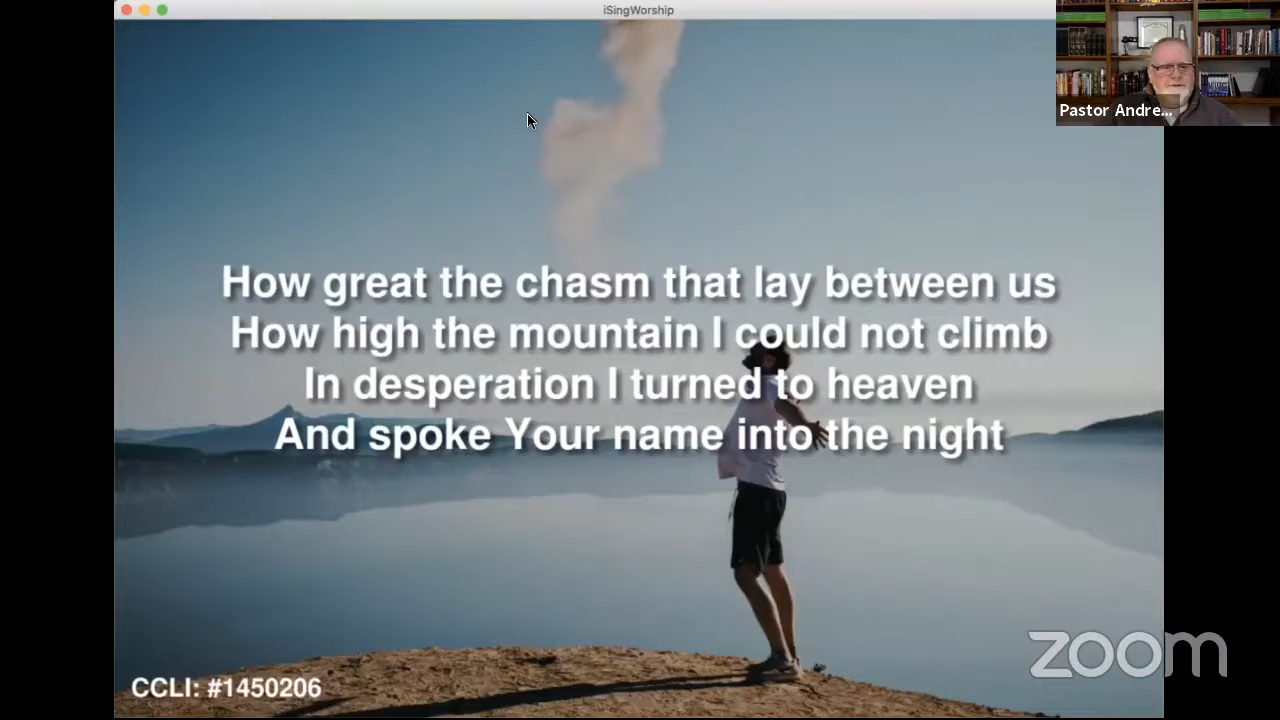 iSingWorship
Pastor Andre...
How great the chasm that lay between us
How high the mountain I could not climb
In desperation I turned to heaven
And spoke Your name into the night
CCLI: #1450206
zoom